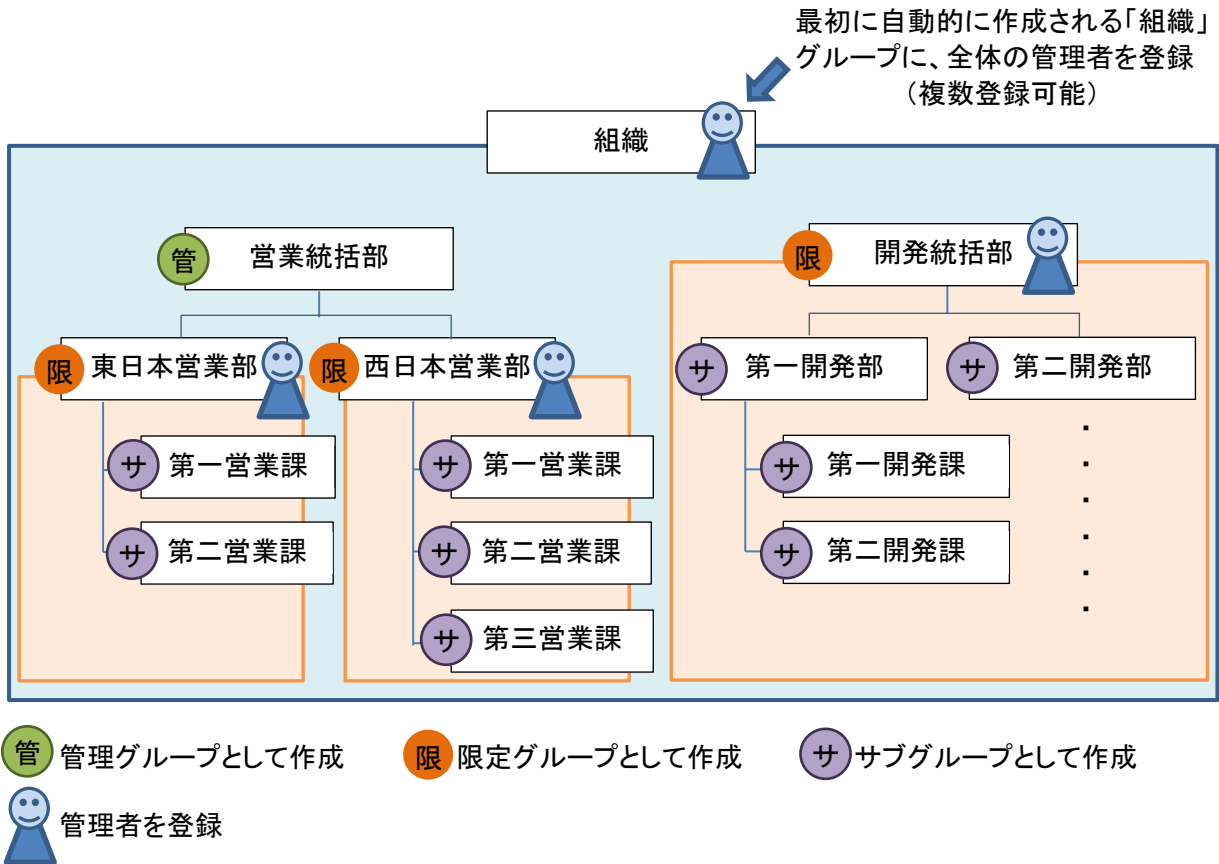 最初に自動的に作成される「組織」
グループに、全体の管理者を登録
（複数登録可能）
組織
管 営業統括部
限 開発統括部
限 東日本営業部
限 西日本営業部
サ 第一開発部
サ 第二開発部
サ 第一営業課
サ 第一営業課
サ 第一開発課
サ 第二営業課
サ 第二営業課
サ 第二開発課
サ 第三営業課
管 管理グループとして作成
限 限定グループとして作成
サ サブグループとして作成
管理者を登録